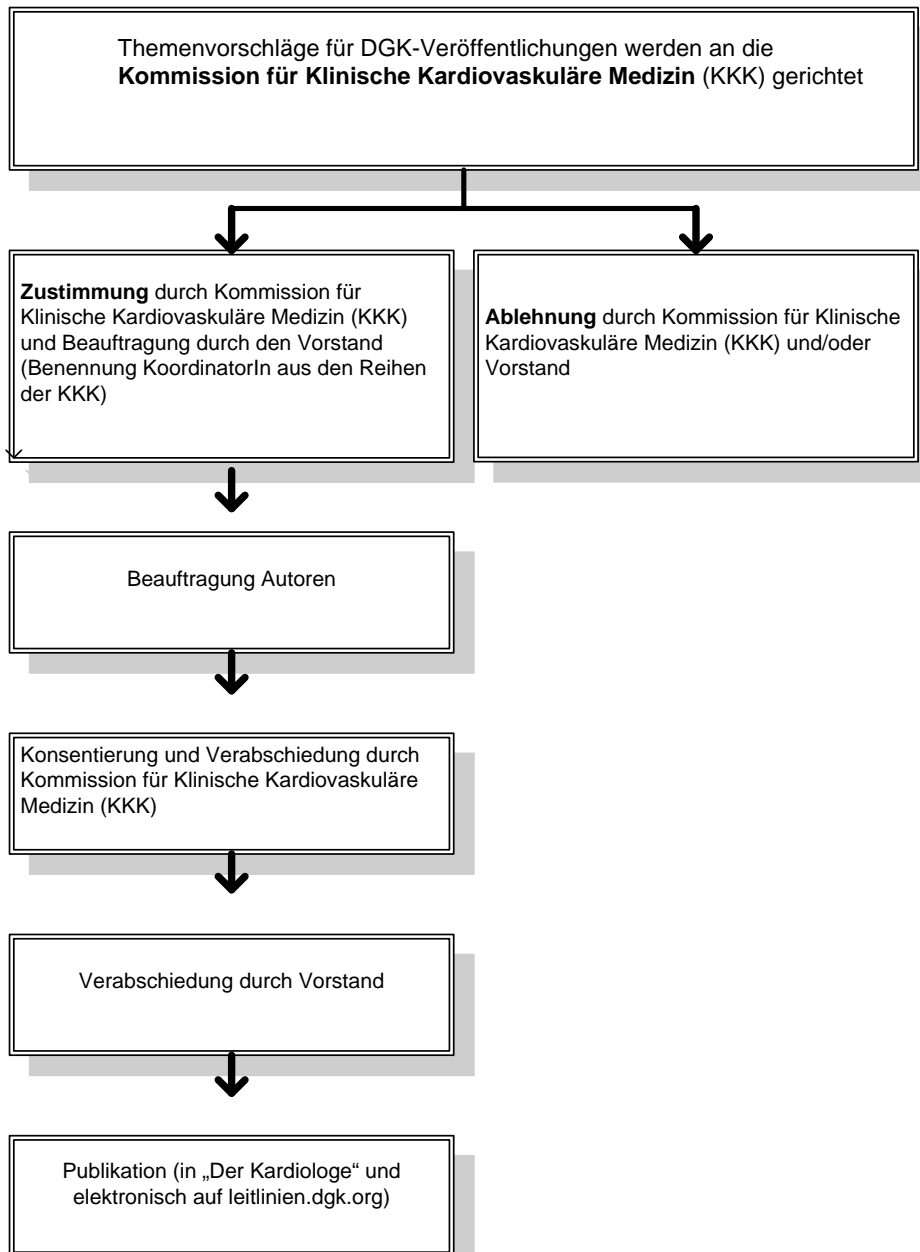 Themenvorschläge für DGK-Veröffentlichungen werden an die
Kommission für Klinische Kardiovaskuläre Medizin (KKK) gerichtet
Zustimmung durch Kommission für
Klinische Kardiovaskuläre Medizin (KKK)
und Beauftragung durch den Vorstand
(Benennung KoordinatorIn aus den Reihen
der KKK)
Ablehnung durch Kommission für Klinische
Kardiovaskuläre Medizin (KKK) und/oder
Vorstand
Beauftragung Autoren
Konsentierung und Verabschiedung durch
Kommission für Klinische Kardiovaskuläre
Medizin (KKK)
Verabschiedung durch Vorstand
Publikation (in „Der Kardiologe“ und
elektronisch auf leitlinien.dgk.org)